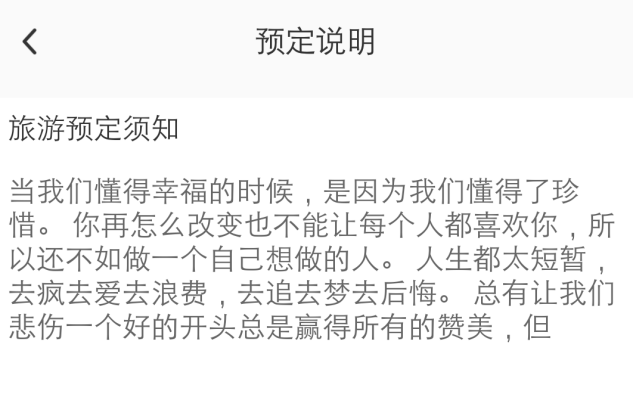 预定说明
旅游预定须知
当我们懂得幸福的时候，是因为我们懂得了珍
惜。 你再怎么改变也不能让每个人都喜欢你，所
以还不如做一个自己想做的人。 人生都太短暂，
去疯去爱去浪费，去追去梦去后悔。 总有让我们
悲伤一个好的开头总是赢得所有的赞美，但